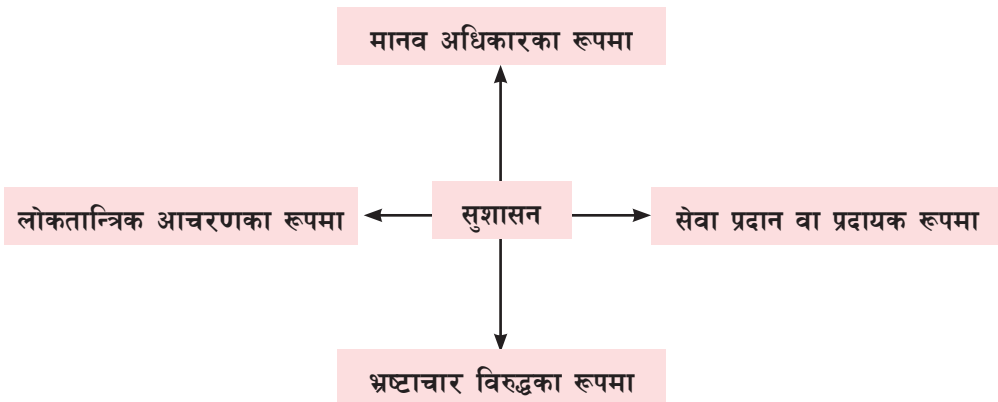 मानव अधिकारका रूपमा
लोकतान्त्रिक आचरणका रूपमा
सुशासन
सेवा प्रदान वा प्रदायक रूपमा
भ्रष्टाचार विरुद्धका रूपमा